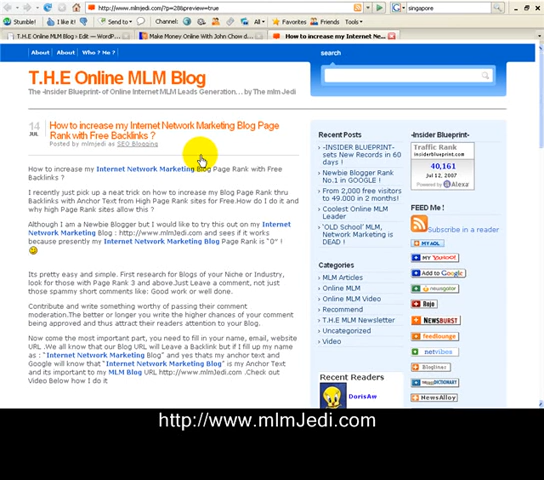 http://www.mlmjedi.com/?p=28&preview=true
singapore
Stumble! I like it! Send to Channel: All Favorites Friends Tools
T.H.E Online MLM Blog › Edit — WordP...
Make Money Online With John Chow d...
How to increase my Internet Ne...
About About Who ? Me ?
search
T.H.E Online MLM Blog
The -Insider Blueprint- of Online Internet MLM Leads Generation... by The mlm Jedi
14
JUL
How to increase my Internet Network Marketing Blog Page
Rank with Free Backlinks ?
Posted by mlmjedi as SEO Blogging
How to increase my Internet Network Marketing Blog Page Rank with Free
Backlinks ?
I recently just pick up a neat trick on how to increase my Blog Page Rank thru
Backlinks with Anchor Text from High Page Rank sites for Free.How do I do it and
why high Page Rank sites allow this ?
Although I am a Newbie Blogger but I would like to try this out on my Internet
Network Marketing Blog : http://www.mlmjedi.com and sees if it works
because presently my Internet Network Marketing Blog Page Rank is "0" !
Its pretty easy and simple. First research for Blogs of your Niche or Industry,
look for those with Page Rank 3 and above.Just Leave a comment, not just
those spammy short comments like: Good work or well done.
Contribute and write something worthy of passing their comment
moderation.The better or longer you write the higher chances of your comment
being approved and thus attract their readers attention to your Blog.
Now come the most important part, you need to fill in your name, email, website
URL .We all know that our Blog URL will Leave a Backlink but if I fill up my name
as : "Internet Network Marketing Blog" and yes thats my anchor text and
Google will know that "Internet Network Marketing Blog" is my Anchor Text
and its important to my MLM Blog URL http://www.mlmjedi.com .Check out
Video Below how I do it
Recent Posts
› -INSIDER BLUEPRINT-
sets New Records in 60
days !
› Newbie Blogger Rank
No.1 in GOOGLE !
› From 2,000 free visitors
to 49.000 in 2 months!
› Coolest Online MLM
Leader
› 'OLD School' MLM,
Network Marketing is
DEAD !
Categories
› MLM Articles
› Online MLM
› Online MLM Video
› Recommend
› T.H.E MLM Newsletter
› Uncategorized
› Video
Recent Readers
DorisAw
-Insider Blueprint-
Traffic Rank
insiderblueprint.com
40,161
Jul 12, 2007
Powered by Alexa
FEED Me!
Subscribe in a reader
MY AOL
MY YAHOO!
Add to Google
newsgator
Rojo
NEWSBURST
feedlounge
netvibes
Bloglines
NewsAlloy
http://www.mlmJedi.com